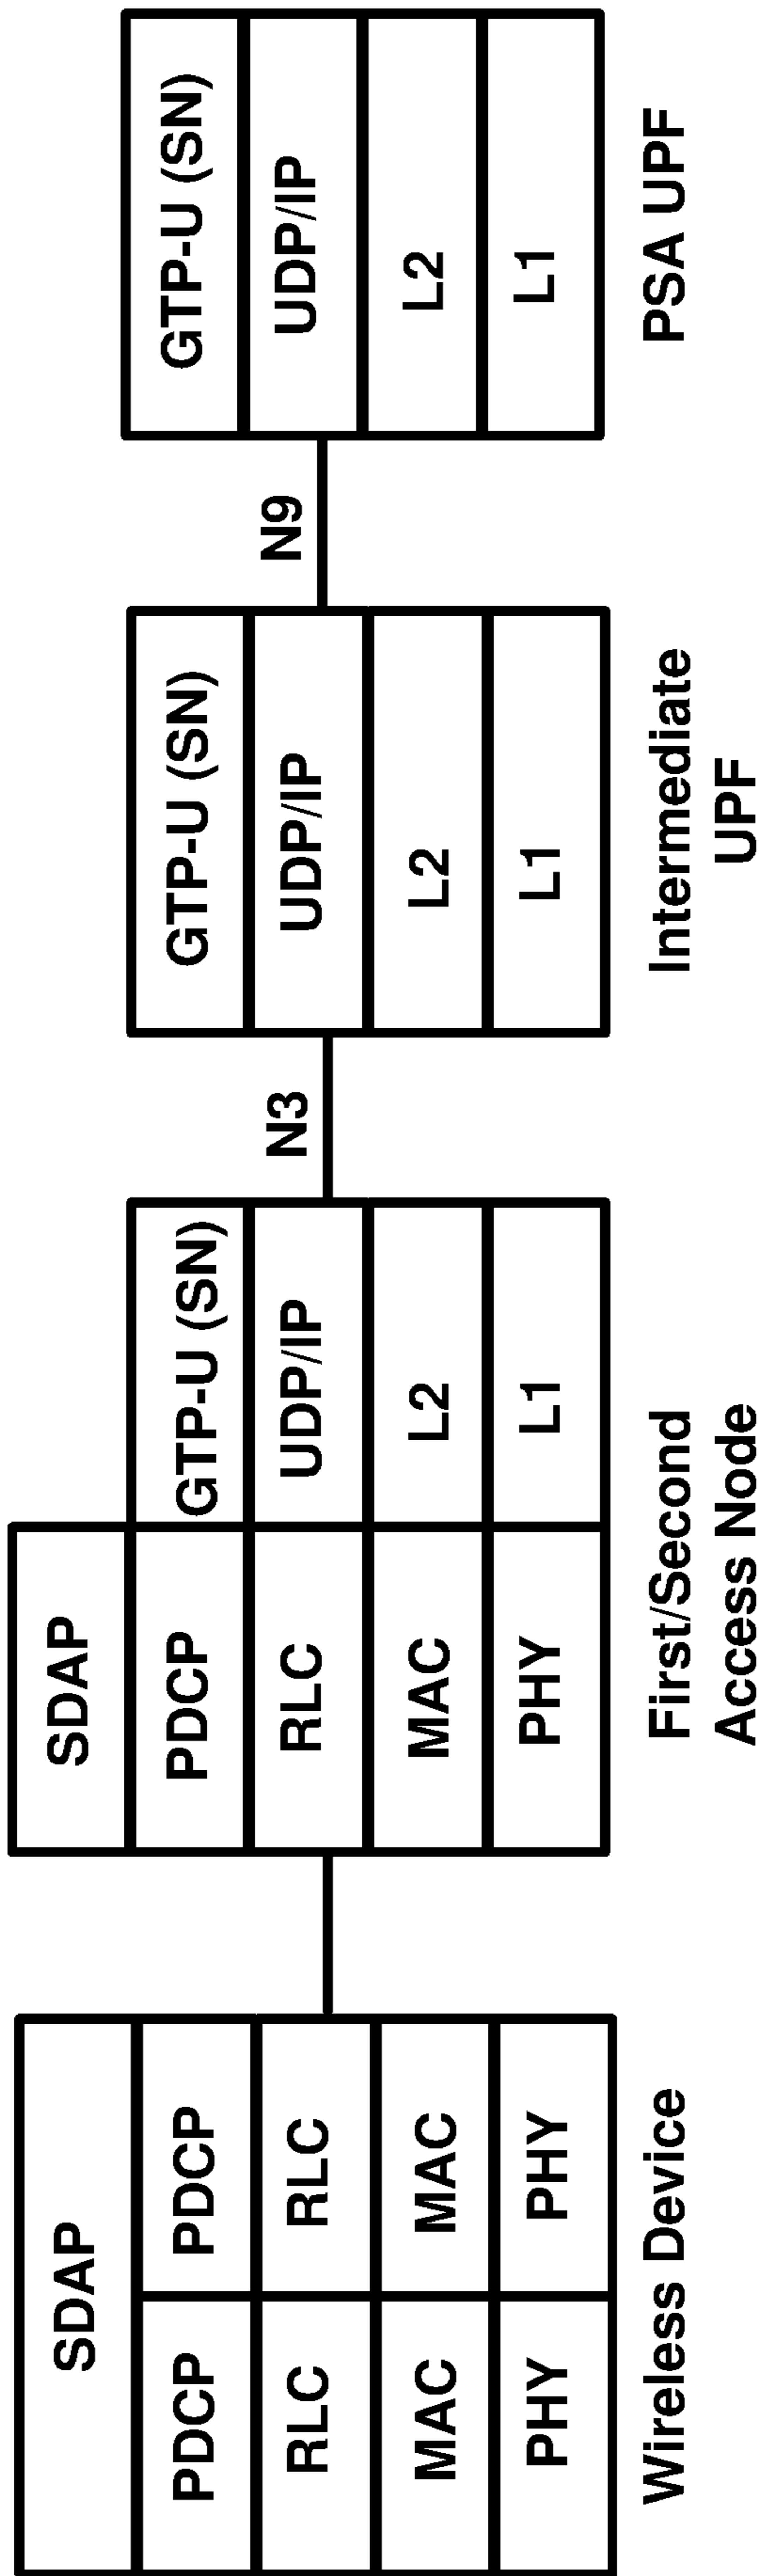 SDAP
PDCP PDCP
RLC RLC
MAC MAC
PHY PHY
Wireless Device
SDAP
PDCP GTP-U (SN)
RLC UDP/IP
MAC L2
PHY L1
First/Second
Access Node
N3
GTP-U (SN)
UDP/IP
L2
L1
Intermediate
UPF
N9
GTP-U (SN)
UDP/IP
L2
L1
PSA UPF